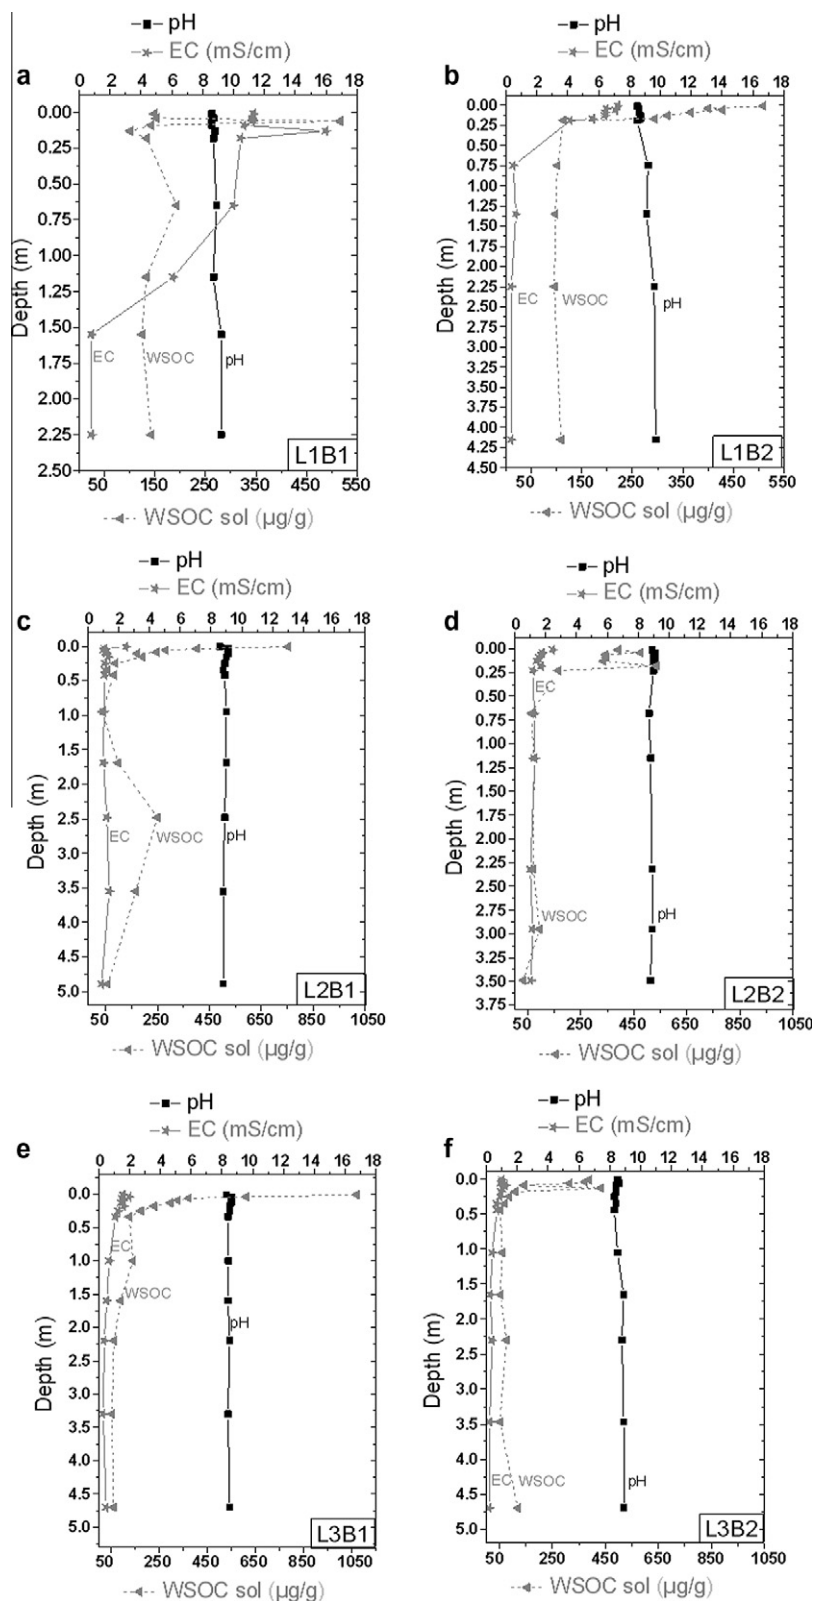 pH
EC (mS/cm)
a
0 2 4 6 8 10 12 14 16 18
0.00
0.25
0.50
0.75
1.00
1.25
1.50
1.75
2.00
2.25
2.50
Depth (m)
EC
WSOC
pH
L1B1
50 150 250 350 450 550
WSOC sol (µg/g)
pH
EC (mS/cm)
b
0 2 4 6 8 10 12 14 16 18
0.00
0.25
0.50
0.75
1.00
1.25
1.50
1.75
2.00
2.25
2.50
2.75
3.00
3.25
3.50
3.75
4.00
4.25
4.50
Depth (m)
EC
WSOC
pH
L1B2
50 150 250 350 450 550
WSOC sol (µg/g)
pH
EC (mS/cm)
c
0 2 4 6 8 10 12 14 16 18
0.0
0.5
1.0
1.5
2.0
2.5
3.0
3.5
4.0
4.5
5.0
Depth (m)
EC
WSOC
pH
L2B1
50 250 450 650 850 1050
WSOC sol (µg/g)
pH
EC (mS/cm)
d
0 2 4 6 8 10 12 14 16 18
0.00
0.25
0.50
0.75
1.00
1.25
1.50
1.75
2.00
2.25
2.50
2.75
3.00
3.25
3.50
3.75
Depth (m)
EC
WSOC
pH
L2B2
50 250 450 650 850 1050
WSOC sol (µg/g)
pH
EC (mS/cm)
e
0 2 4 6 8 10 12 14 16 18
0.0
0.5
1.0
1.5
2.0
2.5
3.0
3.5
4.0
4.5
5.0
Depth (m)
EC
WSOC
pH
L3B1
50 250 450 650 850 1050
WSOC sol (µg/g)
pH
EC (mS/cm)
f
0 2 4 6 8 10 12 14 16 18
0.0
0.5
1.0
1.5
2.0
2.5
3.0
3.5
4.0
4.5
5.0
Depth (m)
EC
WSOC
pH
L3B2
50 250 450 650 850 1050
WSOC sol (µg/g)